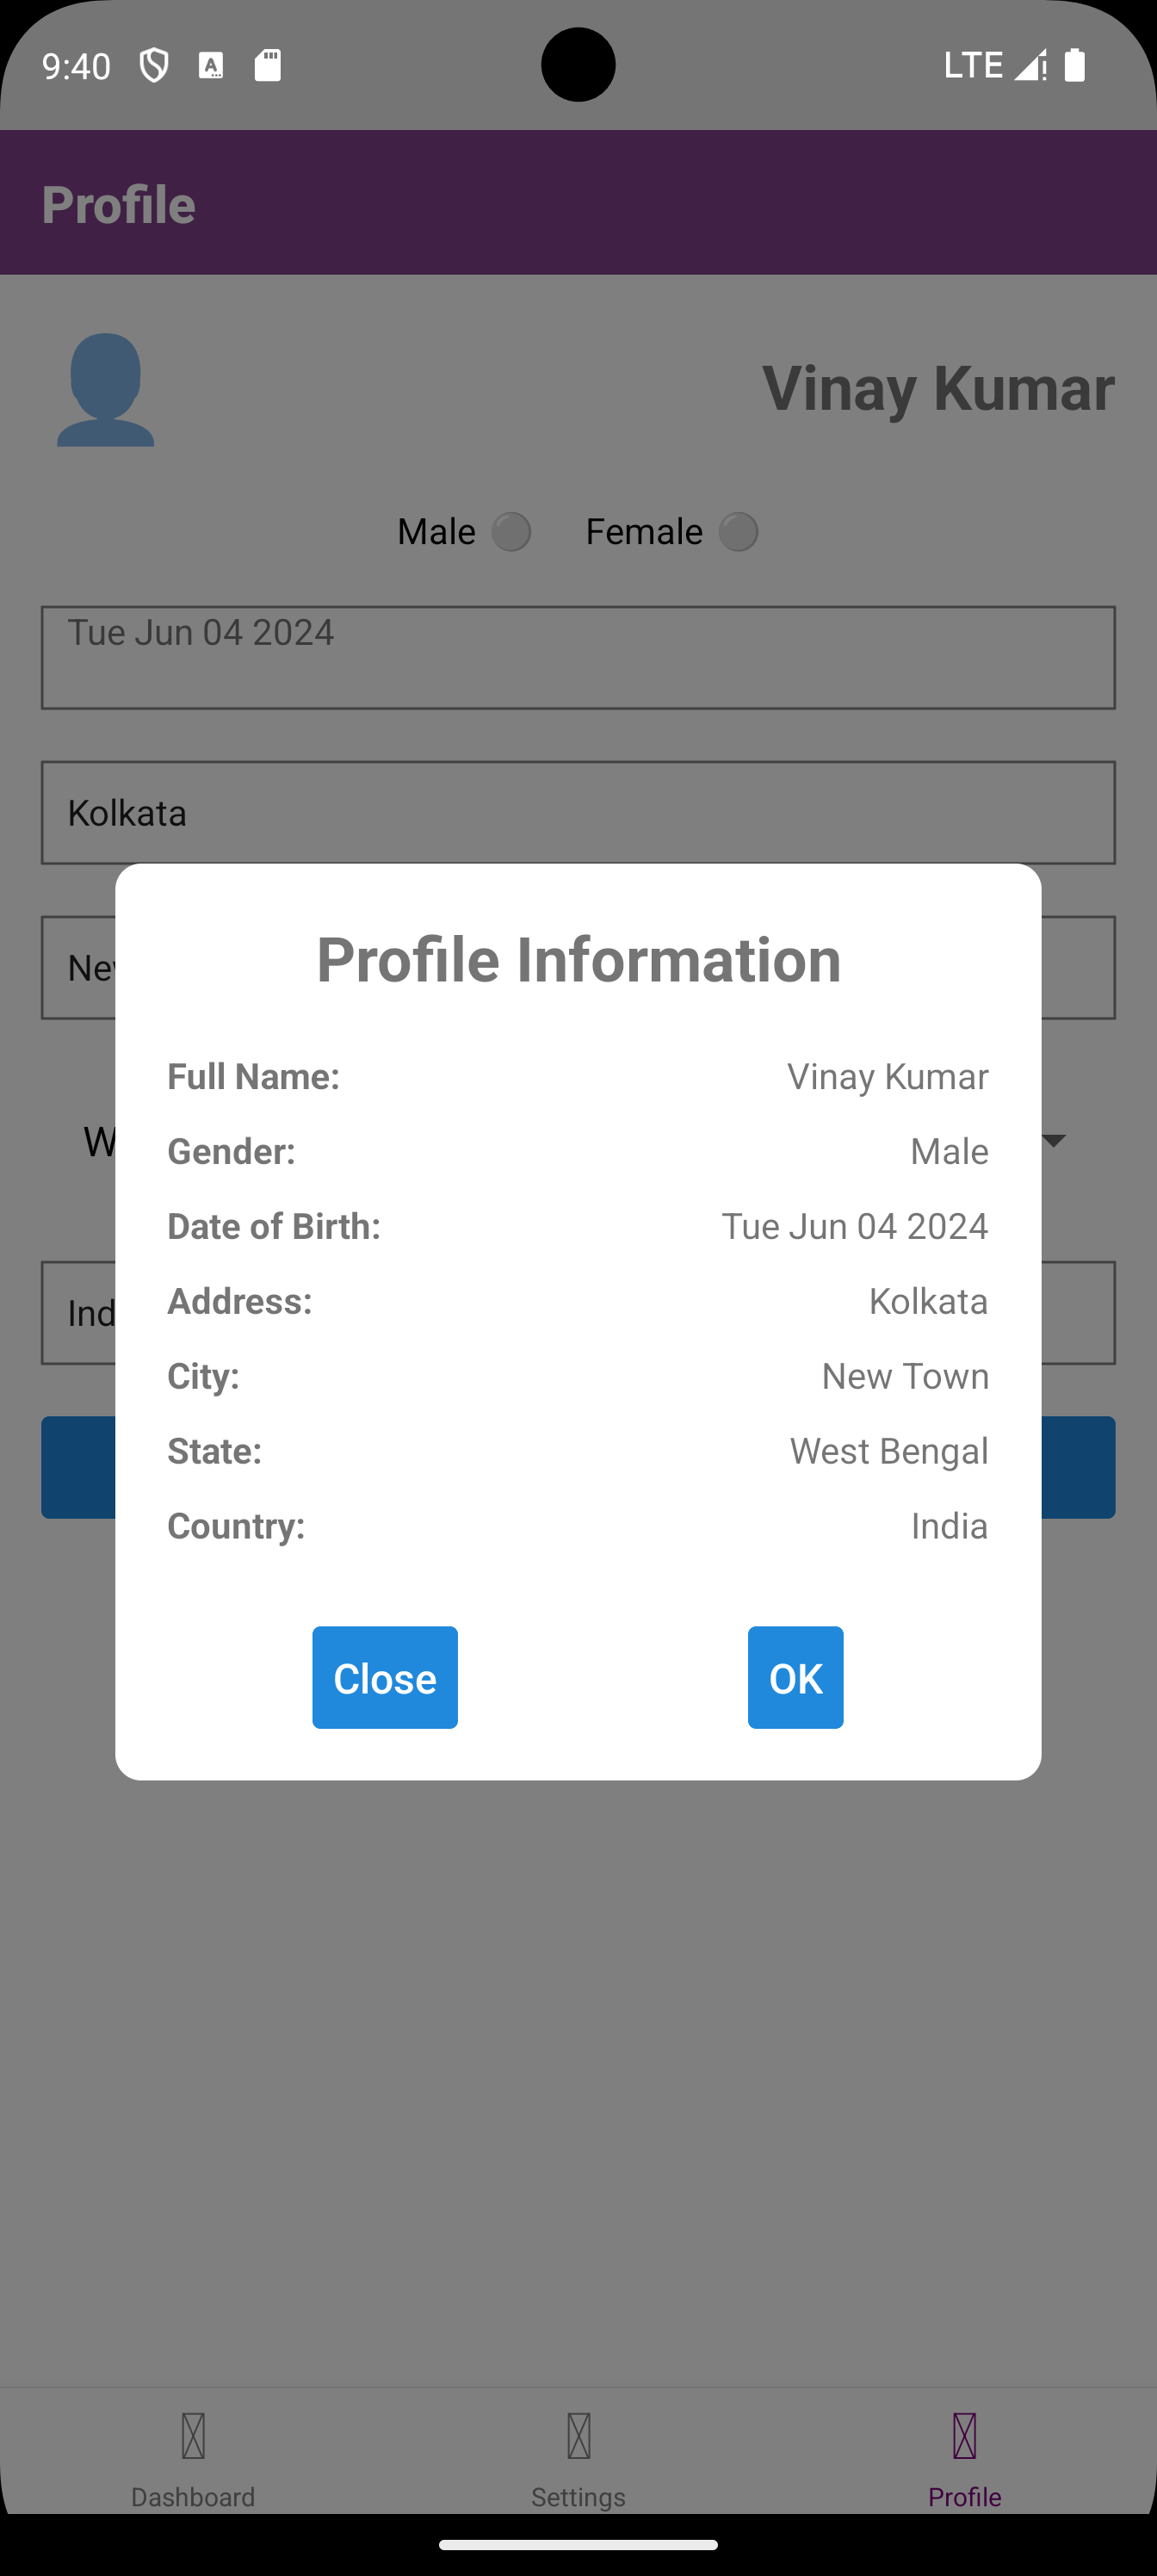 9:40 LTE
Profile
Vinay Kumar
Male Female
Tue Jun 04 2024
Kolkata
Profile Information
Full Name: Vinay Kumar
Gender: Male
Date of Birth: Tue Jun 04 2024
Address: Kolkata
City: New Town
State: West Bengal
Country: India
Close OK
Dashboard Settings Profile